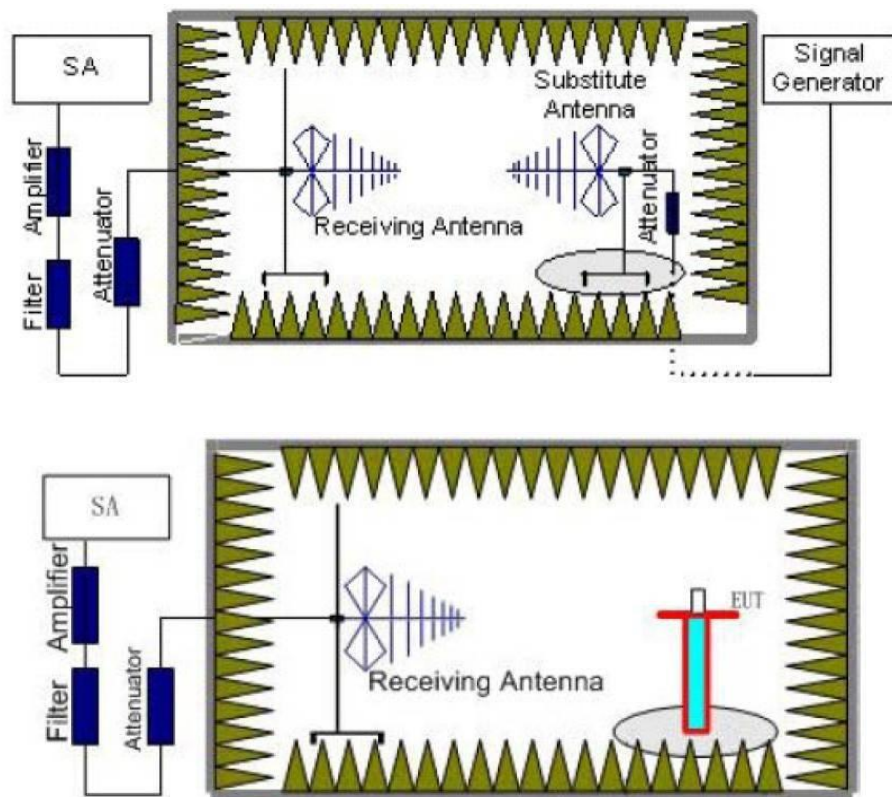 SA
Signal
Generator
Substitute
Antenna
Amplifier
Attenuator
Attenuator
Receiving Antenna
Filter
SA
Amplifier
EUT
Attenuator
Receiving Antenna
Filter